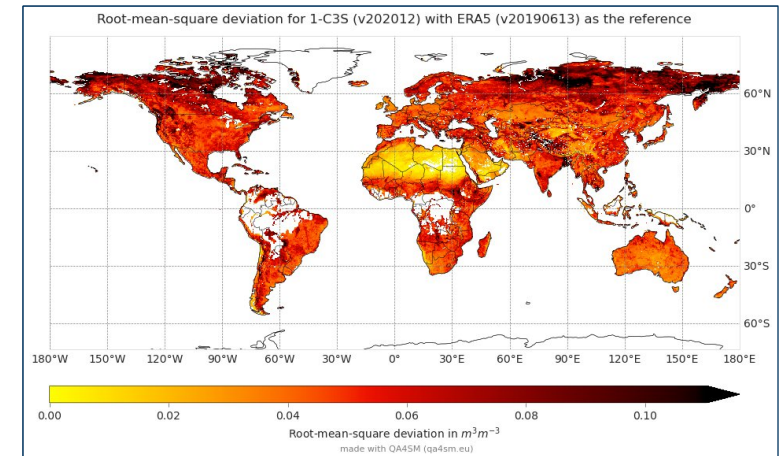 Root-mean-square deviation for 1-C3S (v202012) with ERA5 (v20190613) as the reference
60°N
30°N
0°
30°S
60°S
180°W 150°W 120°W 90°W 60°W 30°W 0° 30°E 60°E 90°E 120°E 150°E 180°E
0.00 0.02 0.04 0.06 0.08 0.10
Root-mean-square deviation in m³m⁻³
made with QA4SM (qa4sm.eu)